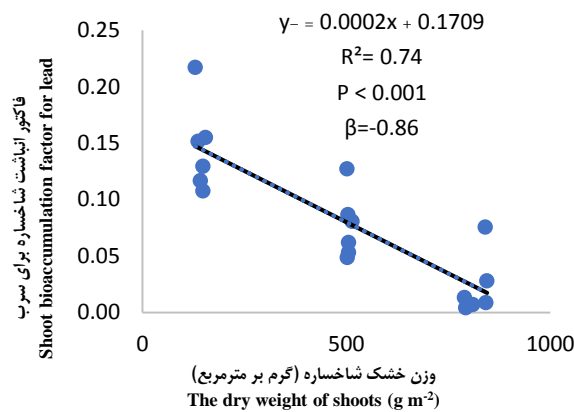 y− = 0.0002x + 0.1709
R²= 0.74
P < 0.001
β=-0.86
0.25
0.20
0.15
0.10
0.05
0.00
0
500
1000
فاکتور انباشت شاخساره برای سرب
Shoot bioaccumulation factor for lead
وزن خشک شاخساره (گرم بر مترمربع)
The dry weight of shoots (g m-2)